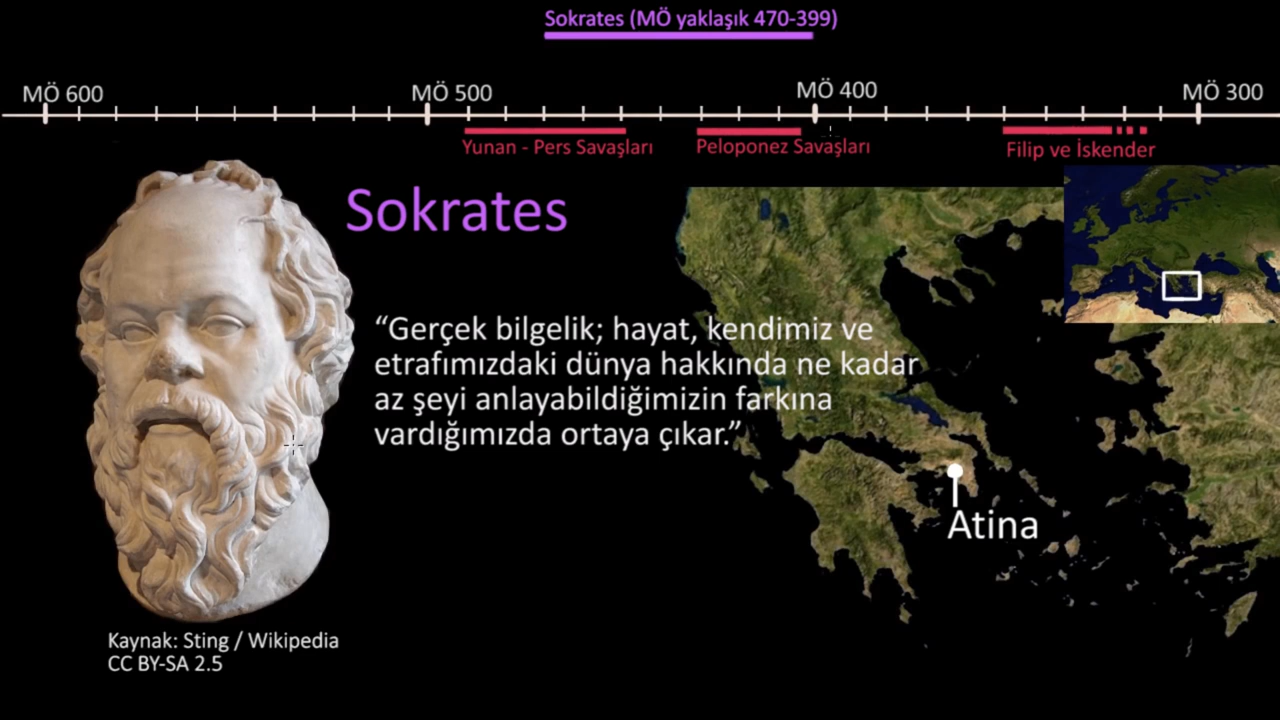 Sokrates (MÖ yaklaşık 470-399)
MÖ 600
MÖ 500
MÖ 400
MÖ 300
Yunan - Pers Savaşları
Peloponez Savaşları
Filip ve İskender
Sokrates
“Gerçek bilgelik; hayat, kendimiz ve
etrafımızdaki dünya hakkında ne kadar
az şeyi anlayabildiğimizin farkına
vardığımızda ortaya çıkar.”
Atina
Kaynak: Sting / Wikipedia
CC BY-SA 2.5